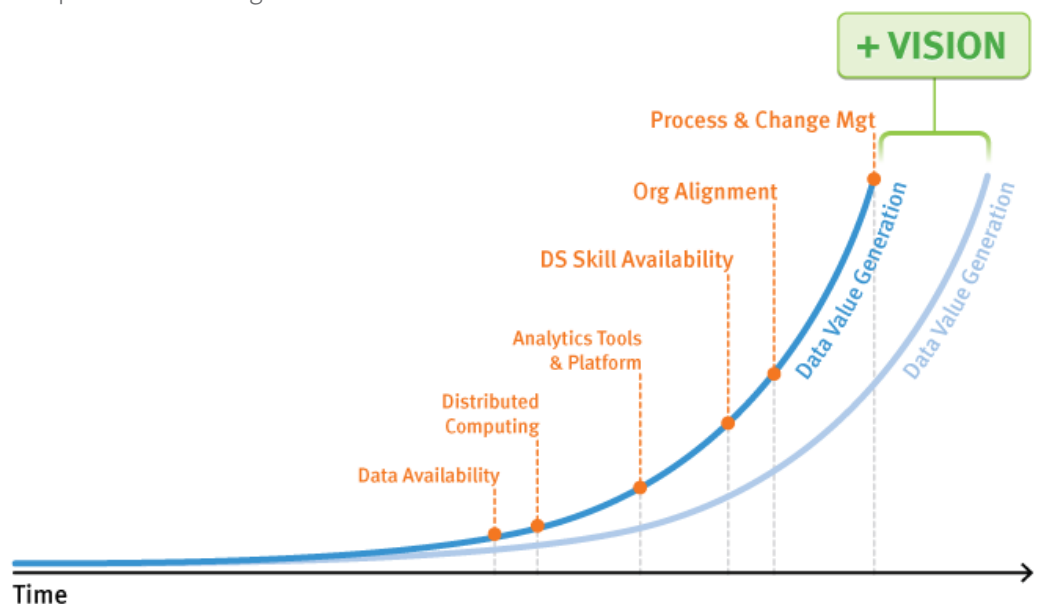 + VISION
Process & Change Mgt
Org Alignment
DS Skill Availability
Analytics Tools
& Platform
Distributed
Computing
Data Availability
Data Value Generation
Data Value Generation
Time